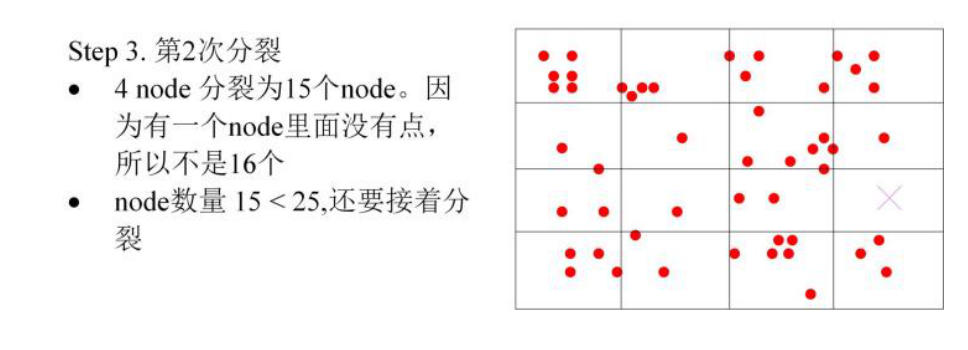 Step 3. 第2次分裂
• 4 node 分裂为15个node。因
为有一个node里面没有点，
所以不是16个
• node数量 15 < 25,还要接着分
裂